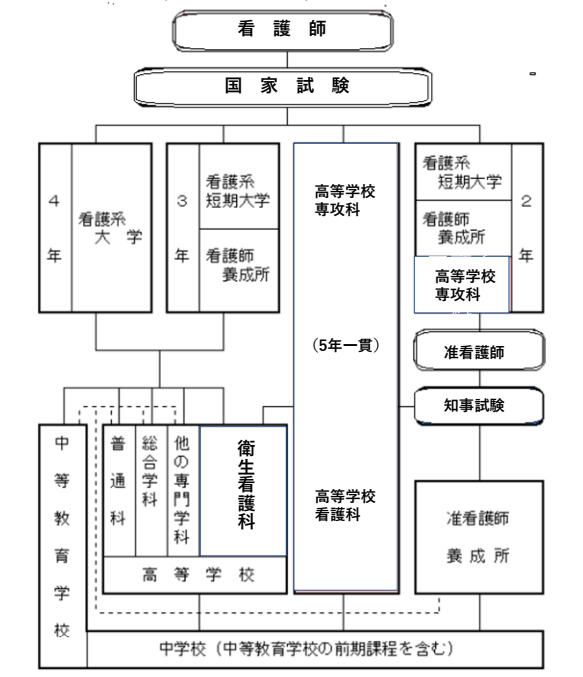 看 護 師
国 家 試 験
4年
看護系
大 学
3年
看護系
短期大学
看護師
養成所
高等学校
専攻科
（5年一貫）
高等学校
看護科
看護系
短期大学
看護師
養成所
高等学校
専攻科
2年
准看護師
知事試験
中等教育学校
普通科
総合学科
他の専門学科
衛生看護科
高 等 学 校
准看護師
養 成 所
中学校（中等教育学校の前期課程を含む）